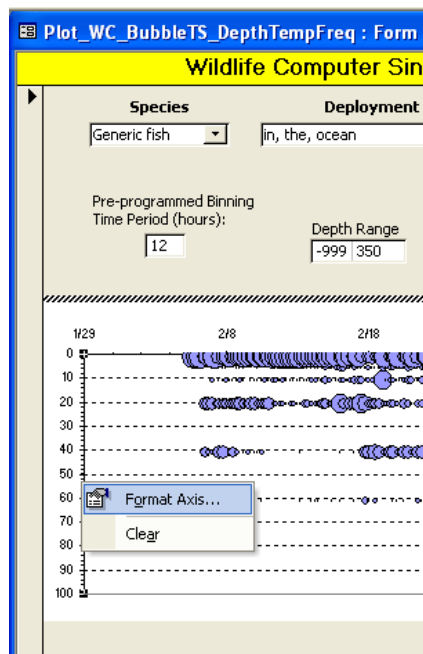 Plot_WC_BubbleTS_DepthTempFreq : Form
Wildlife Computer Sin
Species Deployment
Generic fish in, the, ocean
Pre-programmed Binning
Time Period (hours):
Depth Range
12 -999 350
1/29 2/8 2/18
0
10
20
30
40
50
60 Format Axis...
70
80 Clear
90
100